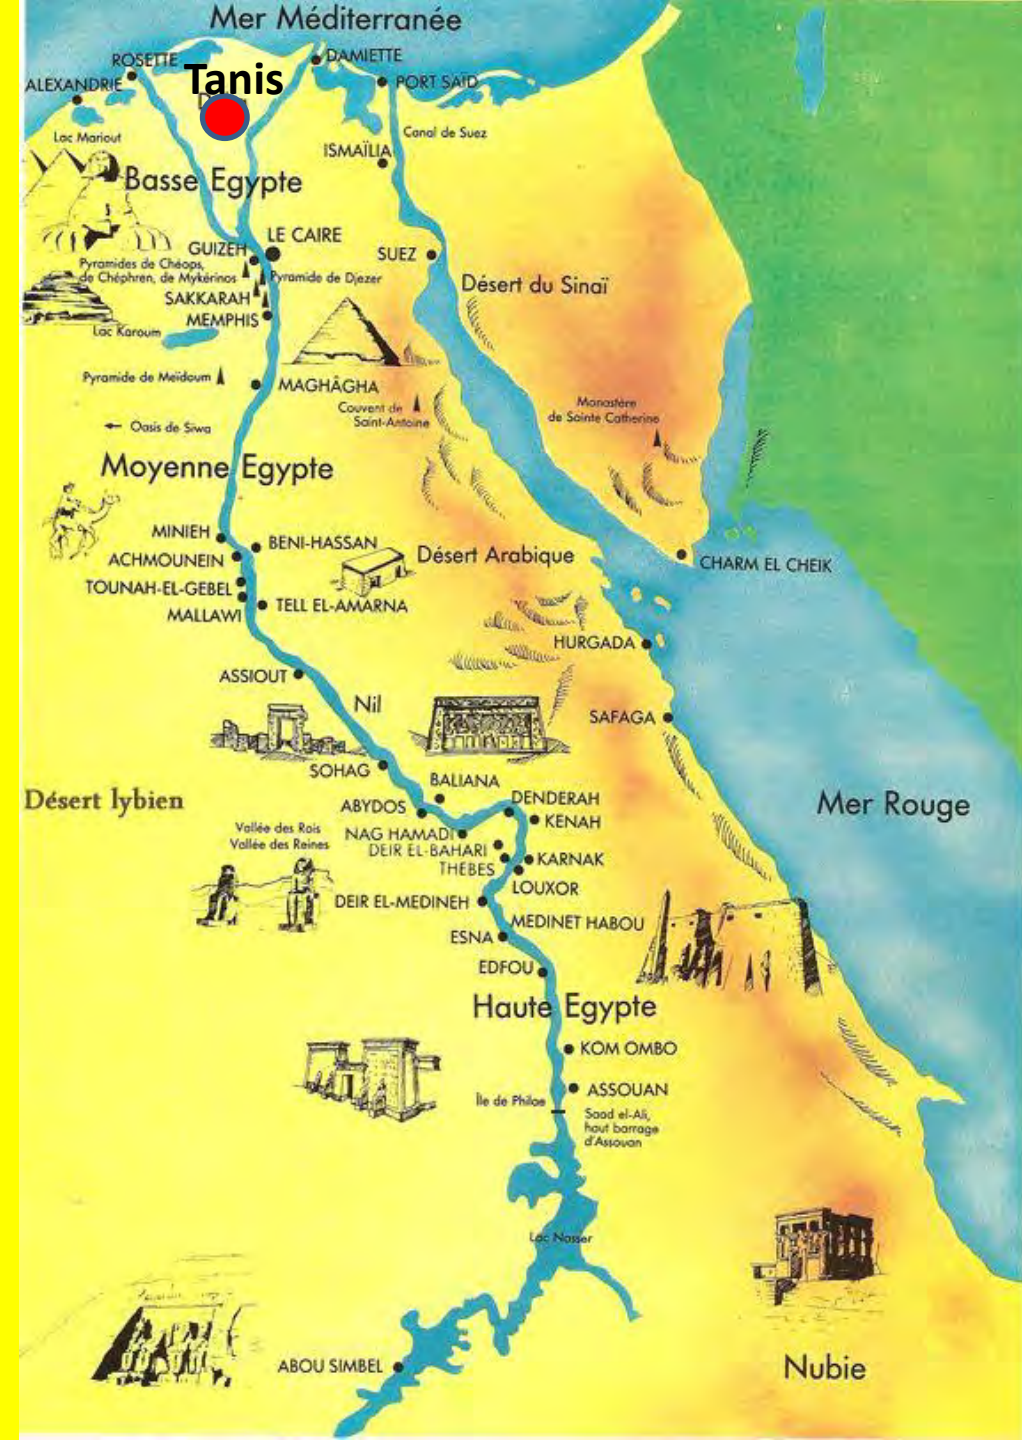 Mer Méditerranée
ROSETTE
DAMIETTE
Tanis
ALEXANDRIE
PORT SAÏD
Lac Mariout
Canal de Suez
ISMAÏLIA
Basse Egypte
LE CAIRE
GUIZEH
SUEZ
Pyramides de Chéops,
de Chéphren, de Mykérinos
Pyramide de Djezer
Désert du Sinaï
SAKKARAH
MEMPHIS
Lac Karoum
Pyramide de Meïdoum
MAGHÂGHA
Couvent de
Saint-Antoine
Monastère
de Sainte Catherine
← Oasis de Siwa
Moyenne Egypte
MINIEH
BENI-HASSAN
ACHMOUNEIN
Désert Arabique
CHARM EL CHEIK
TOUNAH-EL-GEBEL
TELL EL-AMARNA
MALLAWI
HURGADA
ASSIOUT
Nil
SAFAGA
SOHAG
BALIANA
Désert lybien
ABYDOS
DENDERAH
Mer Rouge
KENAH
Vallée des Rois
Vallée des Reines
NAG HAMADI
DEIR EL-BAHARI
KARNAK
THEBES
LOUXOR
DEIR EL-MEDINEH
MEDINET HABOU
ESNA
EDFOU
Haute Egypte
KOM OMBO
ASSOUAN
Île de Philae
Saad el-Ali,
haut barrage
d'Assouan
Lac Nasser
ABOU SIMBEL
Nubie